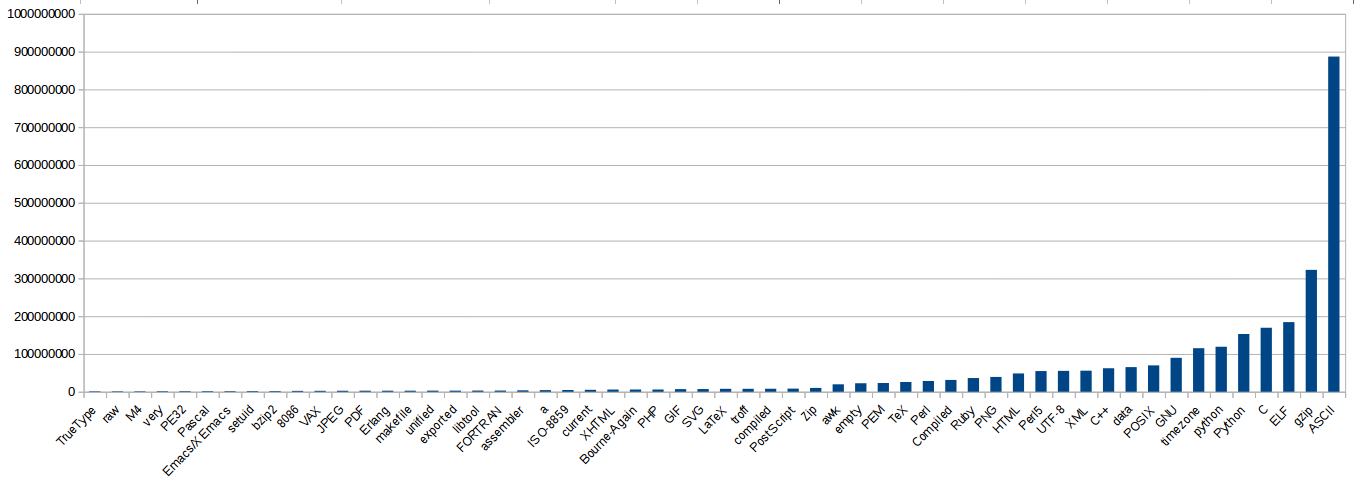 1000000000
900000000
800000000
700000000
600000000
500000000
400000000
300000000
200000000
100000000
0
TrueType
raw
M4
very
PE32
Pascal
Emacs/X Emacs
setuid
bzip2
8086
VAX
JPEG
PDF
Erlang
makefile
unified
exported
libtool
FORTRAN
assembler
a
ISO-8859
current
XHTML
Bourne-Again
PHP
GIF
SVG
LaTeX
troff
compiled
PostScript
Zip
awk
empty
PEM
TeX
Perl
Compiled
Ruby
PNG
HTML
Perl5
UTF-8
XML
C++
data
POSIX
GNU
timezone
python
Python
C
ELF
gzip
ASCII